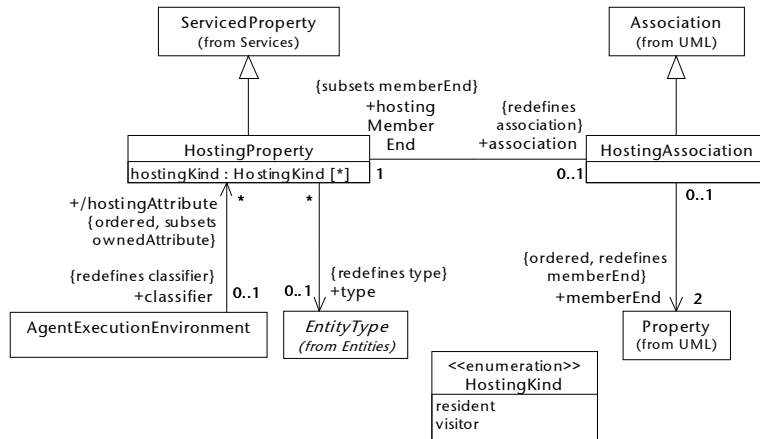 ServicedProperty
(from Services)
Association
(from UML)
{subsets memberEnd}
+hosting
Member
End
{redefines
association}
+association
HostingProperty
hostingKind : HostingKind [*]
1
0..1
HostingAssociation
0..1
+/hostingAttribute
{ordered, subsets
ownedAttribute}
*
*
{redefines classifier}
+classifier
0..1
{redefines type}
+type
0..1
{ordered, redefines
memberEnd}
+memberEnd
2
AgentExecutionEnvironment
EntityType
(from Entities)
Property
(from UML)
<<enumeration>>
HostingKind
resident
visitor